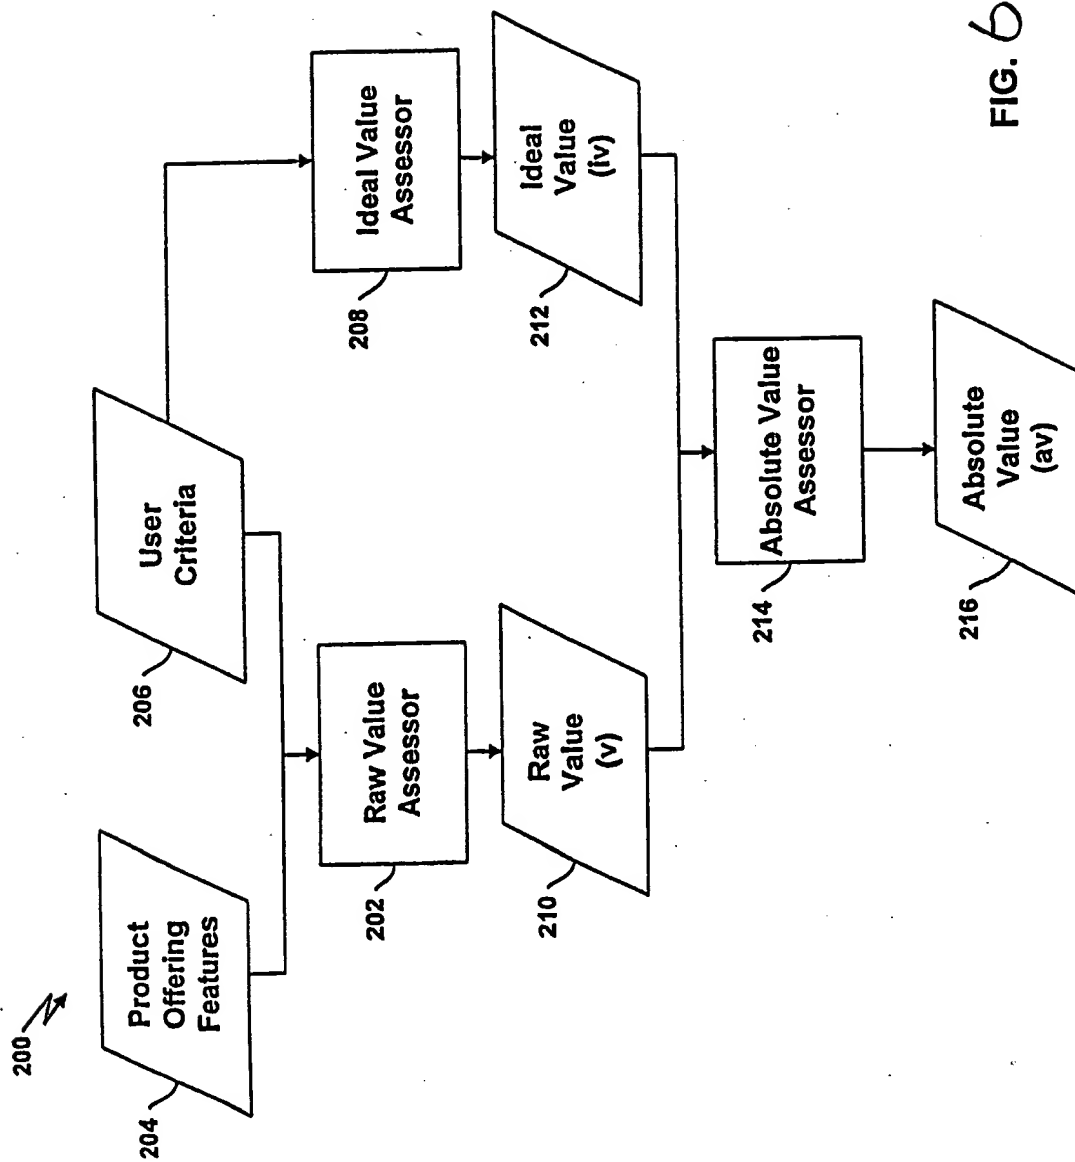 200
204
Product
Offering
Features
206
User
Criteria
202
Raw Value
Assessor
208
Ideal Value
Assessor
210
Raw
Value
(v)
212
Ideal
Value
(iv)
214
Absolute Value
Assessor
216
Absolute
Value
(av)
FIG. 6